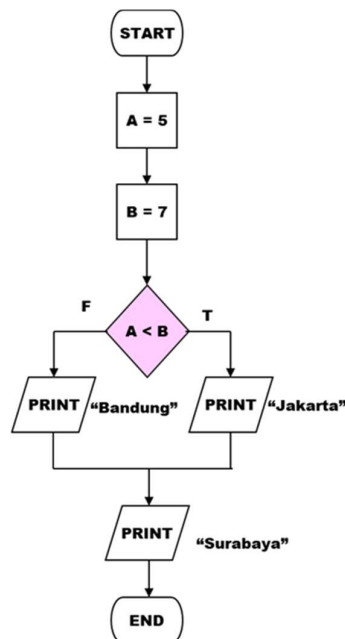 START
A = 5
B = 7
F
T
A < B
PRINT “Bandung”
PRINT “Jakarta”
PRINT “Surabaya”
END